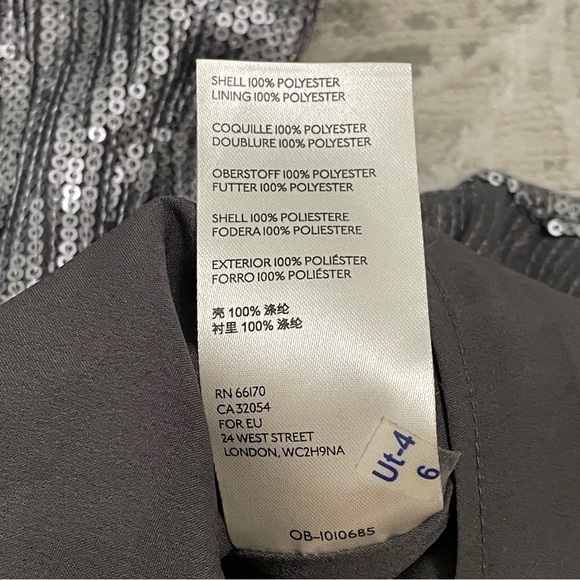 SHELL 100% POLYESTER
LINING 100% POLYESTER
COQUILLE 100% POLYESTER
DOUBLURE 100% POLYESTER
OBERSTOFF 100% POLYESTER
FUTTER 100% POLYESTER
SHELL 100% POLIESTERE
FODERA 100% POLIESTERE
EXTERIOR 100% POLIÉSTER
FORRO 100% POLIÉSTER
壳 100% 涤纶
衬里 100% 涤纶
RN 66170
CA 32054
FOR EU
24 WEST STREET
LONDON, WC2H9NA
Ut-4
6
OB-1010685